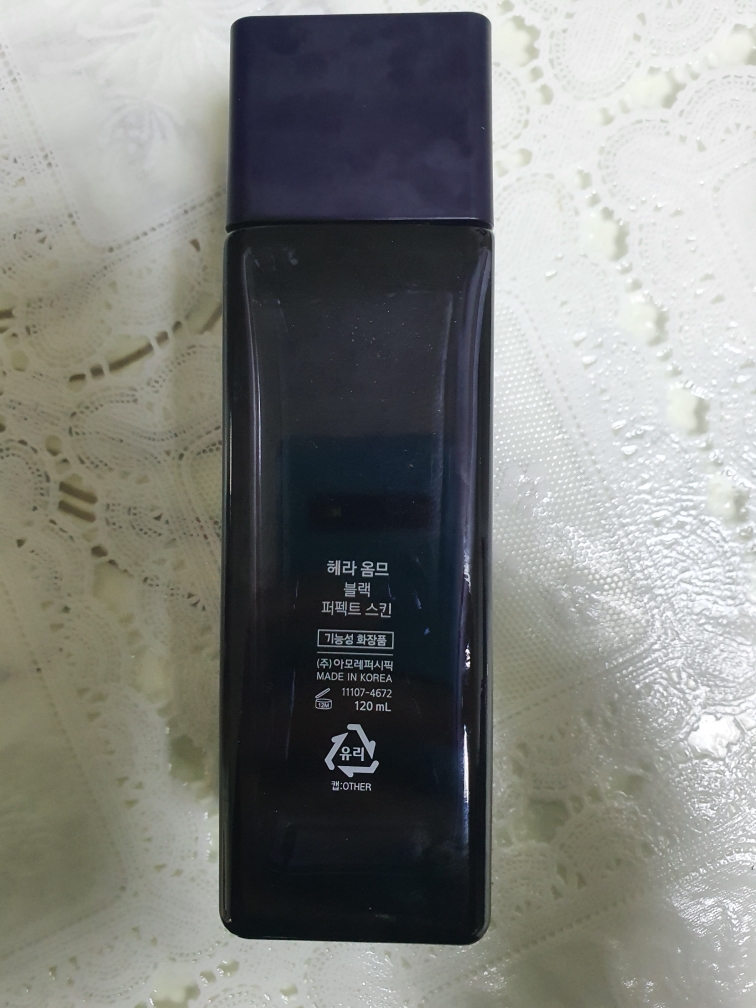 헤라 옴므
블랙
퍼펙트 스킨
기능성 화장품
(주)아모레퍼시픽
MADE IN KOREA
11107-4672
12M 120 mL
유리
캡:OTHER